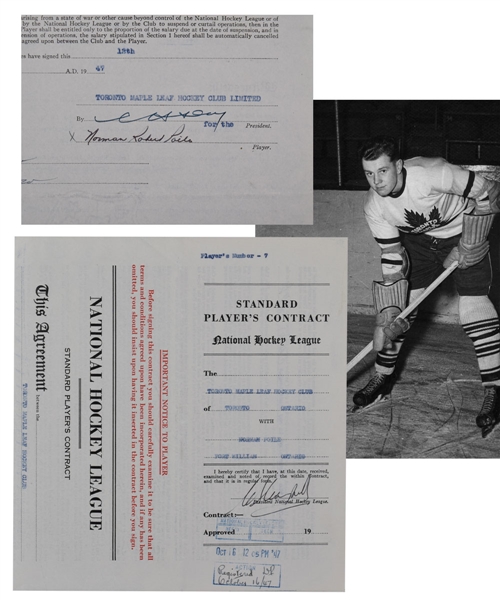 arising from a state of war or other cause beyond control of the National Hockey League or of
by the National Hockey League or by the Club to suspend or curtail operations, then in the
Player shall be entitled only to the proportion of the salary due at the date of suspension, and in
ession of operations, the salary stipulated in Section 1 hereof shall be automatically cancelled
agreed upon between the Club and the Player.
es have signed this 12th
A.D. 19 47
TORONTO MAPLE LEAF HOCKEY CLUB LIMITED
By
for the President.
X Norman Robert Poile
Player.
TORONTO
Player's Number - 7
STANDARD
PLAYER'S CONTRACT
National Hockey League
The
TORONTO MAPLE LEAF HOCKEY CLUB
of TORONTO ONTARIO
WITH
NORMAN POILE
FORT WILLIAM ONTARIO
I hereby certify that I have, at this date, received,
examined and noted of record the within Contract,
and that it is in regular form.
President National Hockey League.
Contract:
Approved 19
Oct 16 12 05 PM '47
Registered
October 16/47
IMPORTANT NOTICE TO PLAYER
Before signing this contract you should carefully examine it to be sure that all
terms and conditions agreed upon have been incorporated herein, and if any has been
omitted, you should insist upon having it inserted in the contract before you sign.
NATIONAL HOCKEY LEAGUE
STANDARD PLAYER'S CONTRACT
This Agreement
between the
TORONTO MAPLE LEAF HOCKEY CLUB